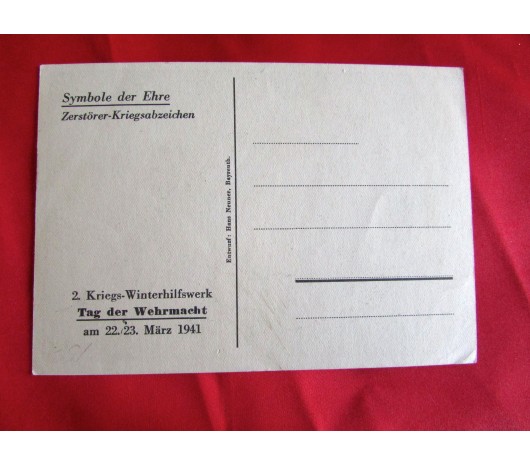 Symbole der Ehre
Zerstörer-Kriegsabzeichen
2. Kriegs-Winterhilfswerk
Tag der Wehrmacht
am 22./23. März 1941
Entwurf: Hans Neuner, Bayreuth.